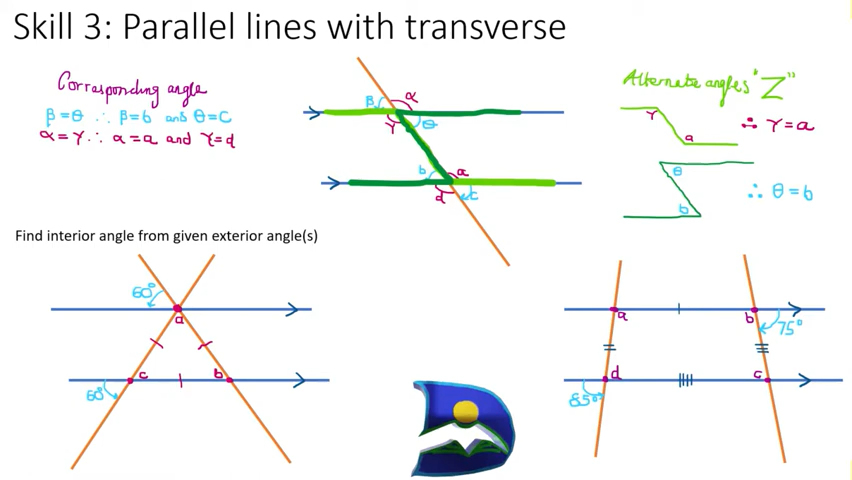 Skill 3: Parallel lines with transverse
Corresponding angle
β = θ ∴ β = b and θ = c
α = γ ∴ α = a and γ = d
β α
γ θ
b a
d c
Alternate angles "Z"
γ a
∴ γ = a
θ
b
∴ θ = b
Find interior angle from given exterior angle(s)
60°
a
c b
60°
a b
75°
d c
85°